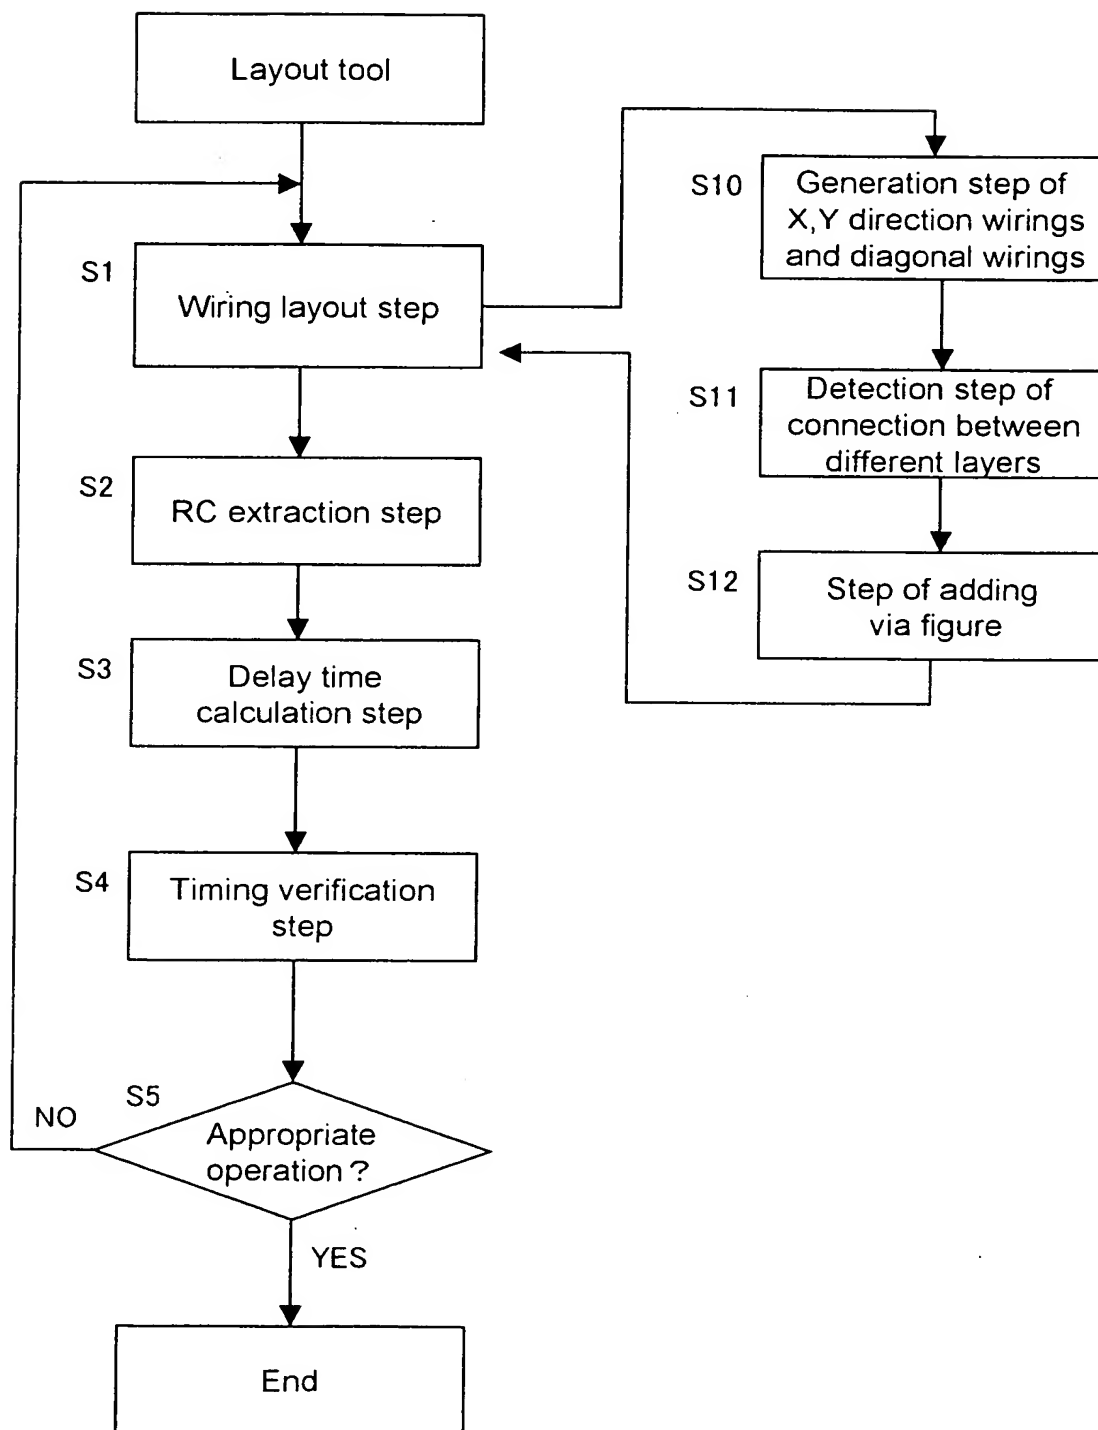 Layout tool
S1
Wiring layout step
S2
RC extraction step
S3
Delay time
calculation step
S4
Timing verification
step
S5
NO
Appropriate
operation?
YES
End
S10
Generation step of
X,Y direction wirings
and diagonal wirings
S11
Detection step of
connection between
different layers
S12
Step of adding
via figure